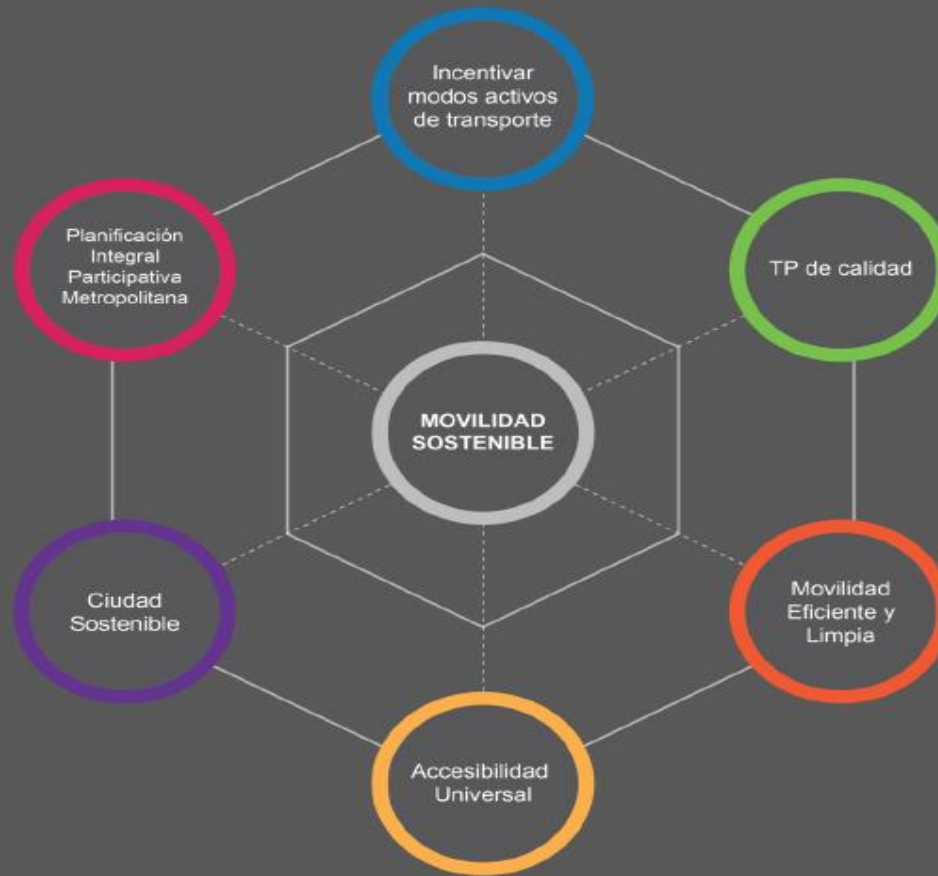 Incentivar
modos activos
de transporte
Planificación
Integral
Participativa
Metropolitana
TP de calidad
MOVILIDAD
SOSTENIBLE
Ciudad
Sostenible
Movilidad
Eficiente y
Limpia
Accesibilidad
Universal